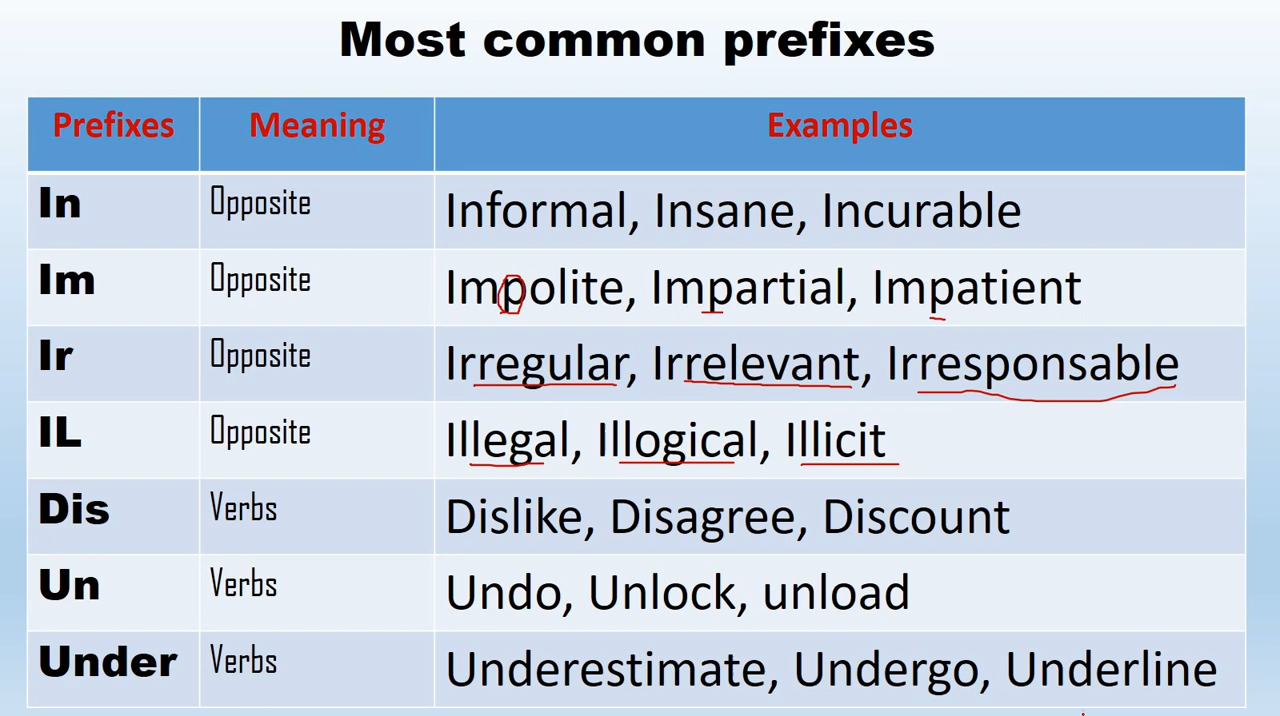 Most common prefixes
Prefixes Meaning Examples
In Opposite Informal, Insane, Incurable
Im Opposite Impolite, Impartial, Impatient
Ir Opposite Irregular, Irrelevant, Irresponsable
IL Opposite Illegal, Illogical, Illicit
Dis Verbs Dislike, Disagree, Discount
Un Verbs Undo, Unlock, unload
Under Verbs Underestimate, Undergo, Underline